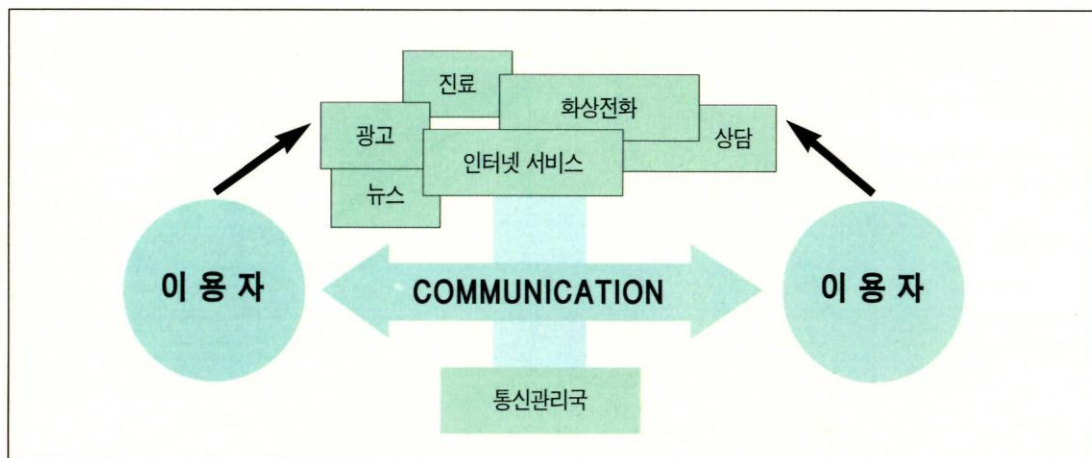 진료
화상전화
광고
상담
인터넷 서비스
뉴스
이 용 자
COMMUNICATION
이 용 자
통신관리국